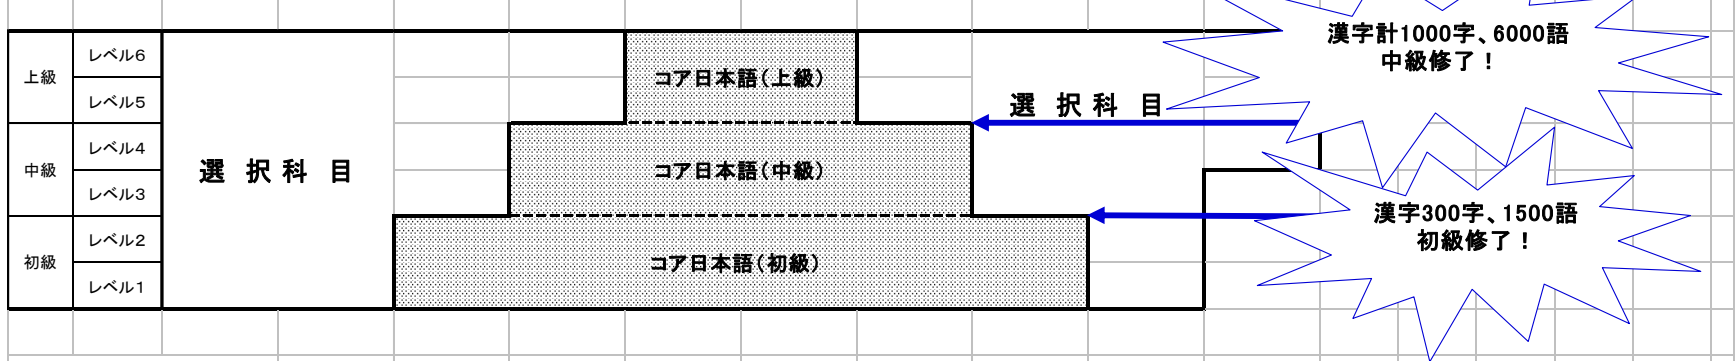 漢字計1000字、6000語
中級修了！
上級
レベル6
レベル5
コア日本語(上級)
選択科目
中級
レベル4
レベル3
選択科目
コア日本語(中級)
漢字300字、1500語
初級修了！
初級
レベル2
レベル1
コア日本語(初級)